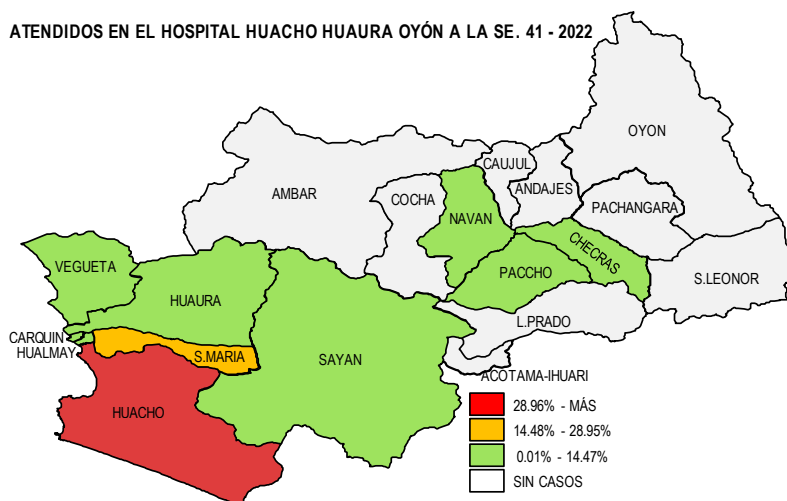 ATENDIDOS EN EL HOSPITAL HUACHO HUAURA OYÓN A LA SE. 41 - 2022
OYON
CAUJUL
AMBAR
COCHA
ANDAJES
NAVAN
PACHANGARA
CHECRAS
VEGUETA
PACCHO
S.LEONOR
HUAURA
L.PRADO
CARQUIN
HUALMAY
S.MARIA
SAYAN
ACOTAMA-IHUARI
HUACHO
28.96% - MÁS
14.48% - 28.95%
0.01% - 14.47%
SIN CASOS